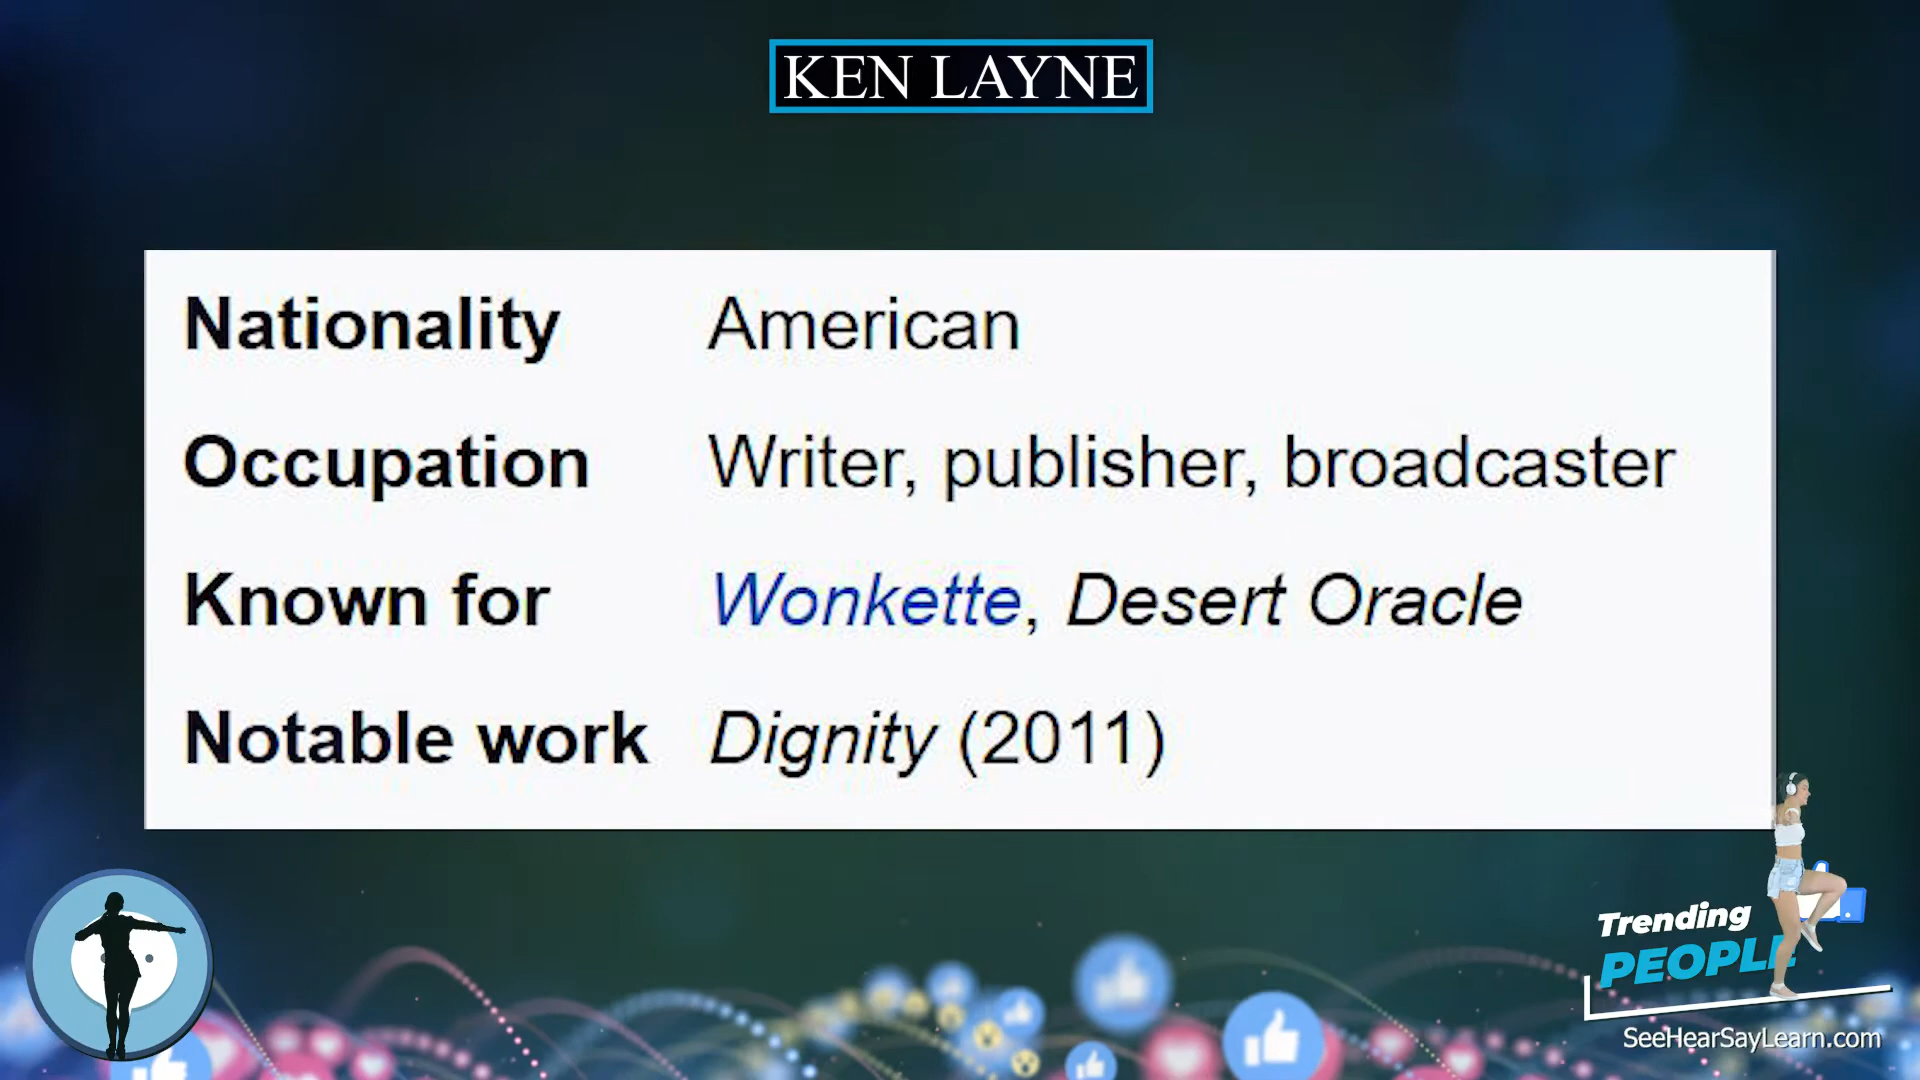 KEN LAYNE
Nationality American
Occupation Writer, publisher, broadcaster
Known for Wonkette, Desert Oracle
Notable work Dignity (2011)
Trending
PEOPLE
SeeHearSayLearn.com